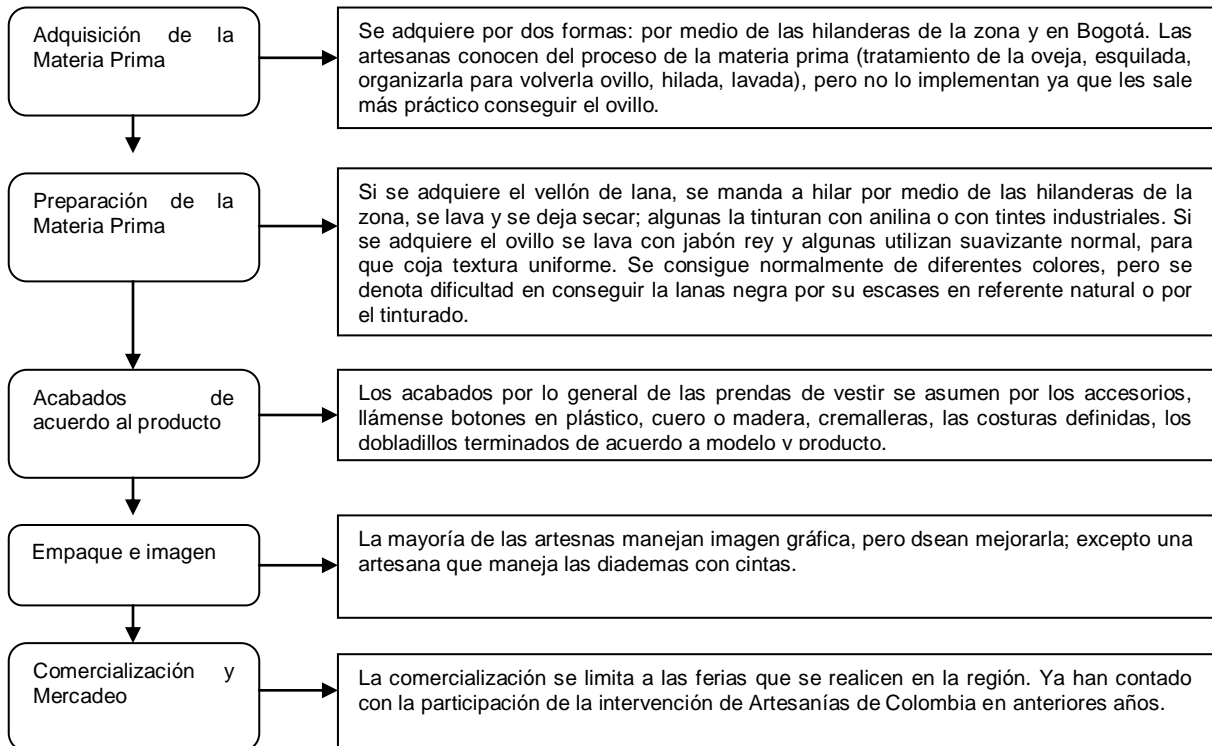 Adquisición de la
Materia Prima
Se adquiere por dos formas: por medio de las hilanderas de la zona y en Bogotá. Las
artesanas conocen del proceso de la materia prima (tratamiento de la oveja, esquilada,
organizarla para volverla ovillo, hilada, lavada), pero no lo implementan ya que les sale
más práctico conseguir el ovillo.
Preparación de la
Materia Prima
Si se adquiere el vellón de lana, se manda a hilar por medio de las hilanderas de la
zona, se lava y se deja secar; algunas la tinturan con anilina o con tintes industriales. Si
se adquiere el ovillo se lava con jabón rey y algunas utilizan suavizante normal, para
que coja textura uniforme. Se consigue normalmente de diferentes colores, pero se
denota dificultad en conseguir la lanas negra por su escases en referente natural o por
el tinturado.
Acabados de
acuerdo al producto
Los acabados por lo general de las prendas de vestir se asumen por los accesorios,
llámense botones en plástico, cuero o madera, cremalleras, las costuras definidas, los
dobladillos terminados de acuerdo a modelo y producto.
Empaque e imagen
La mayoría de las artesnas manejan imagen gráfica, pero dsean mejorarla; excepto una
artesana que maneja las diademas con cintas.
Comercialización y
Mercadeo
La comercialización se limita a las ferias que se realicen en la región. Ya han contado
con la participación de la intervención de Artesanías de Colombia en anteriores años.